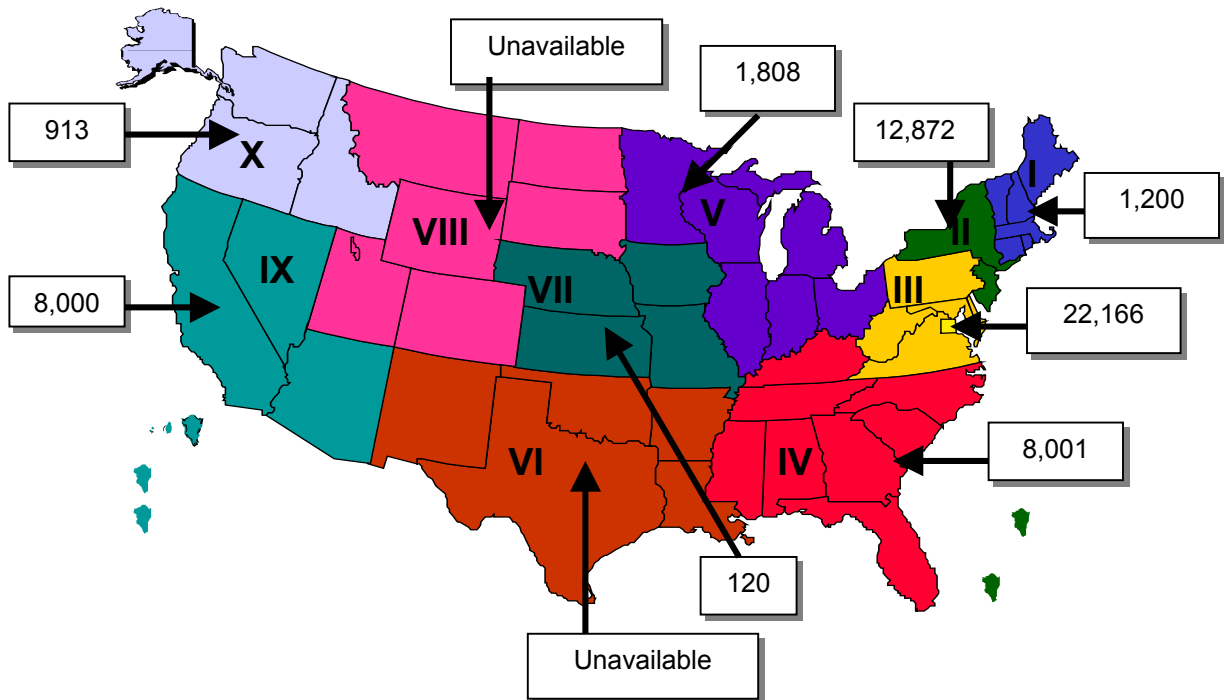 Unavailable
1,808
913
12,872
X
I
1,200
V
VIII
II
IX
VII
III
8,000
22,166
VI
IV
8,001
120
Unavailable